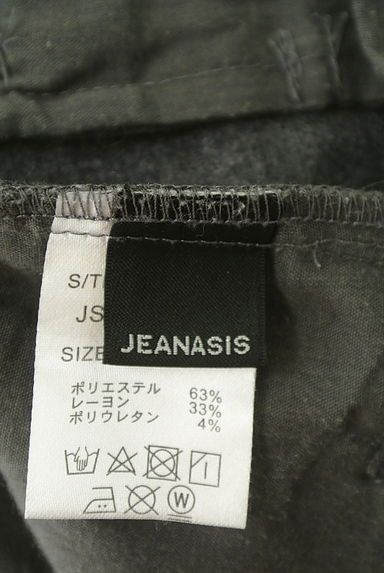 S/T
JS
SIZE
JEANASIS
ポリエステル 63%
レーヨン 33%
ポリウレタン 4%
W